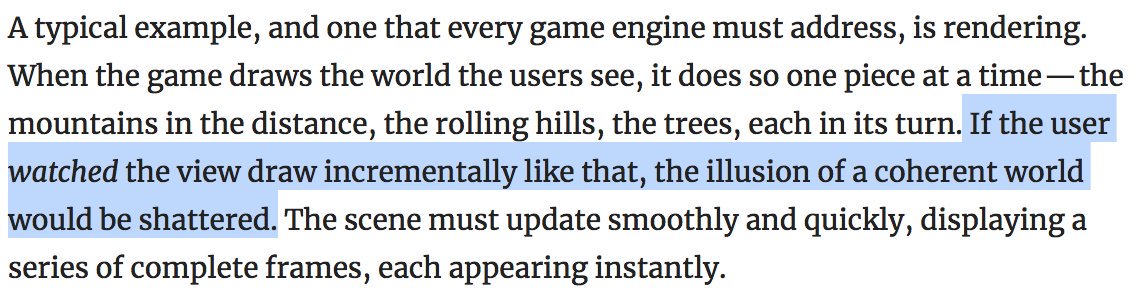 A typical example, and one that every game engine must address, is rendering.
When the game draws the world the users see, it does so one piece at a time — the
mountains in the distance, the rolling hills, the trees, each in its turn. If the user
watched the view draw incrementally like that, the illusion of a coherent world
would be shattered. The scene must update smoothly and quickly, displaying a
series of complete frames, each appearing instantly.